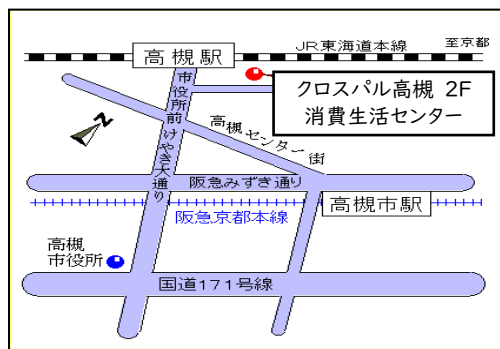 JR東海道本線
至京都
高槻駅
クロスパル高槻 2F
消費生活センター
市役所前けやき大通り
高槻センター街
N
阪急みずき通り
高槻市駅
阪急京都本線
高槻
市役所
国道171号線